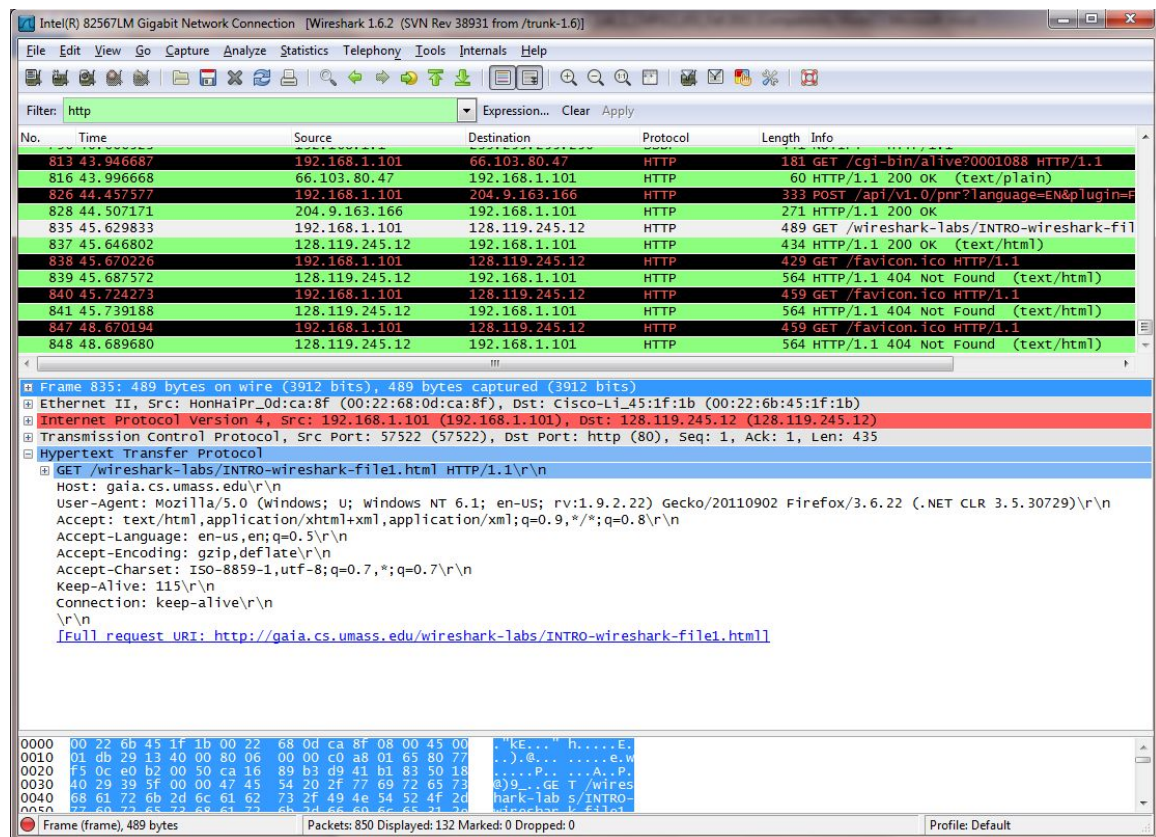 Intel(R) 82567LM Gigabit Network Connection [Wireshark 1.6.2 (SVN Rev 38931 from /trunk-1.6)]
File Edit View Go Capture Analyze Statistics Telephony Tools Internals Help
Filter: http Expression... Clear Apply
No. Time Source Destination Protocol Length Info
813 43.946687 192.168.1.101 66.103.80.47 HTTP 181 GET /cgi-bin/alive?0001088 HTTP/1.1
816 43.996668 66.103.80.47 192.168.1.101 HTTP 60 HTTP/1.1 200 OK (text/plain)
826 44.457577 192.168.1.101 204.9.163.166 HTTP 333 POST /api/v1.0/pnr?language=EN&plugin=F
828 44.507171 204.9.163.166 192.168.1.101 HTTP 271 HTTP/1.1 200 OK
835 45.629833 192.168.1.101 128.119.245.12 HTTP 489 GET /wireshark-labs/INTRO-wireshark-fil
837 45.646802 128.119.245.12 192.168.1.101 HTTP 434 HTTP/1.1 200 OK (text/html)
838 45.670226 192.168.1.101 128.119.245.12 HTTP 429 GET /favicon.ico HTTP/1.1
839 45.687572 128.119.245.12 192.168.1.101 HTTP 564 HTTP/1.1 404 Not Found (text/html)
840 45.724273 192.168.1.101 128.119.245.12 HTTP 459 GET /favicon.ico HTTP/1.1
841 45.739188 128.119.245.12 192.168.1.101 HTTP 564 HTTP/1.1 404 Not Found (text/html)
847 48.670194 192.168.1.101 128.119.245.12 HTTP 459 GET /favicon.ico HTTP/1.1
848 48.689680 128.119.245.12 192.168.1.101 HTTP 564 HTTP/1.1 404 Not Found (text/html)
Frame 835: 489 bytes on wire (3912 bits), 489 bytes captured (3912 bits)
Ethernet II, Src: HonHaiPr_0d:ca:8f (00:22:68:0d:ca:8f), Dst: Cisco-Li_45:1f:1b (00:22:6b:45:1f:1b)
Internet Protocol Version 4, Src: 192.168.1.101 (192.168.1.101), Dst: 128.119.245.12 (128.119.245.12)
Transmission Control Protocol, Src Port: 57522 (57522), Dst Port: http (80), Seq: 1, Ack: 1, Len: 435
Hypertext Transfer Protocol
GET /wireshark-labs/INTRO-wireshark-file1.html HTTP/1.1\r\n
Host: gaia.cs.umass.edu\r\n
User-Agent: Mozilla/5.0 (Windows; U; Windows NT 6.1; en-US; rv:1.9.2.22) Gecko/20110902 Firefox/3.6.22 (.NET CLR 3.5.30729)\r\n
Accept: text/html,application/xhtml+xml,application/xml;q=0.9,*/*;q=0.8\r\n
Accept-Language: en-us,en;q=0.5\r\n
Accept-Encoding: gzip,deflate\r\n
Accept-Charset: ISO-8859-1,utf-8;q=0.7,*;q=0.7\r\n
Keep-Alive: 115\r\n
Connection: keep-alive\r\n
\r\n
[Full request URI: http://gaia.cs.umass.edu/wireshark-labs/INTRO-wireshark-file1.html]
0000 00 22 6b 45 1f 1b 00 22 68 0d ca 8f 08 00 45 00 ."kE..." h.....E.
0010 01 db 29 13 40 00 80 06 00 00 c0 a8 01 65 80 77 ..).@... .....e.w
0020 f5 0c e0 b2 00 50 ca 16 89 b3 d9 41 b1 83 50 18 .....P.. ...A..P.
0030 40 29 39 5f 00 00 47 45 54 20 2f 77 69 72 65 73 @)9_..GE T /wires
0040 68 61 72 6b 2d 6c 61 62 73 2f 49 4e 54 52 4f 2d hark-lab s/INTRO-
Frame (frame), 489 bytes Packets: 850 Displayed: 132 Marked: 0 Dropped: 0 Profile: Default